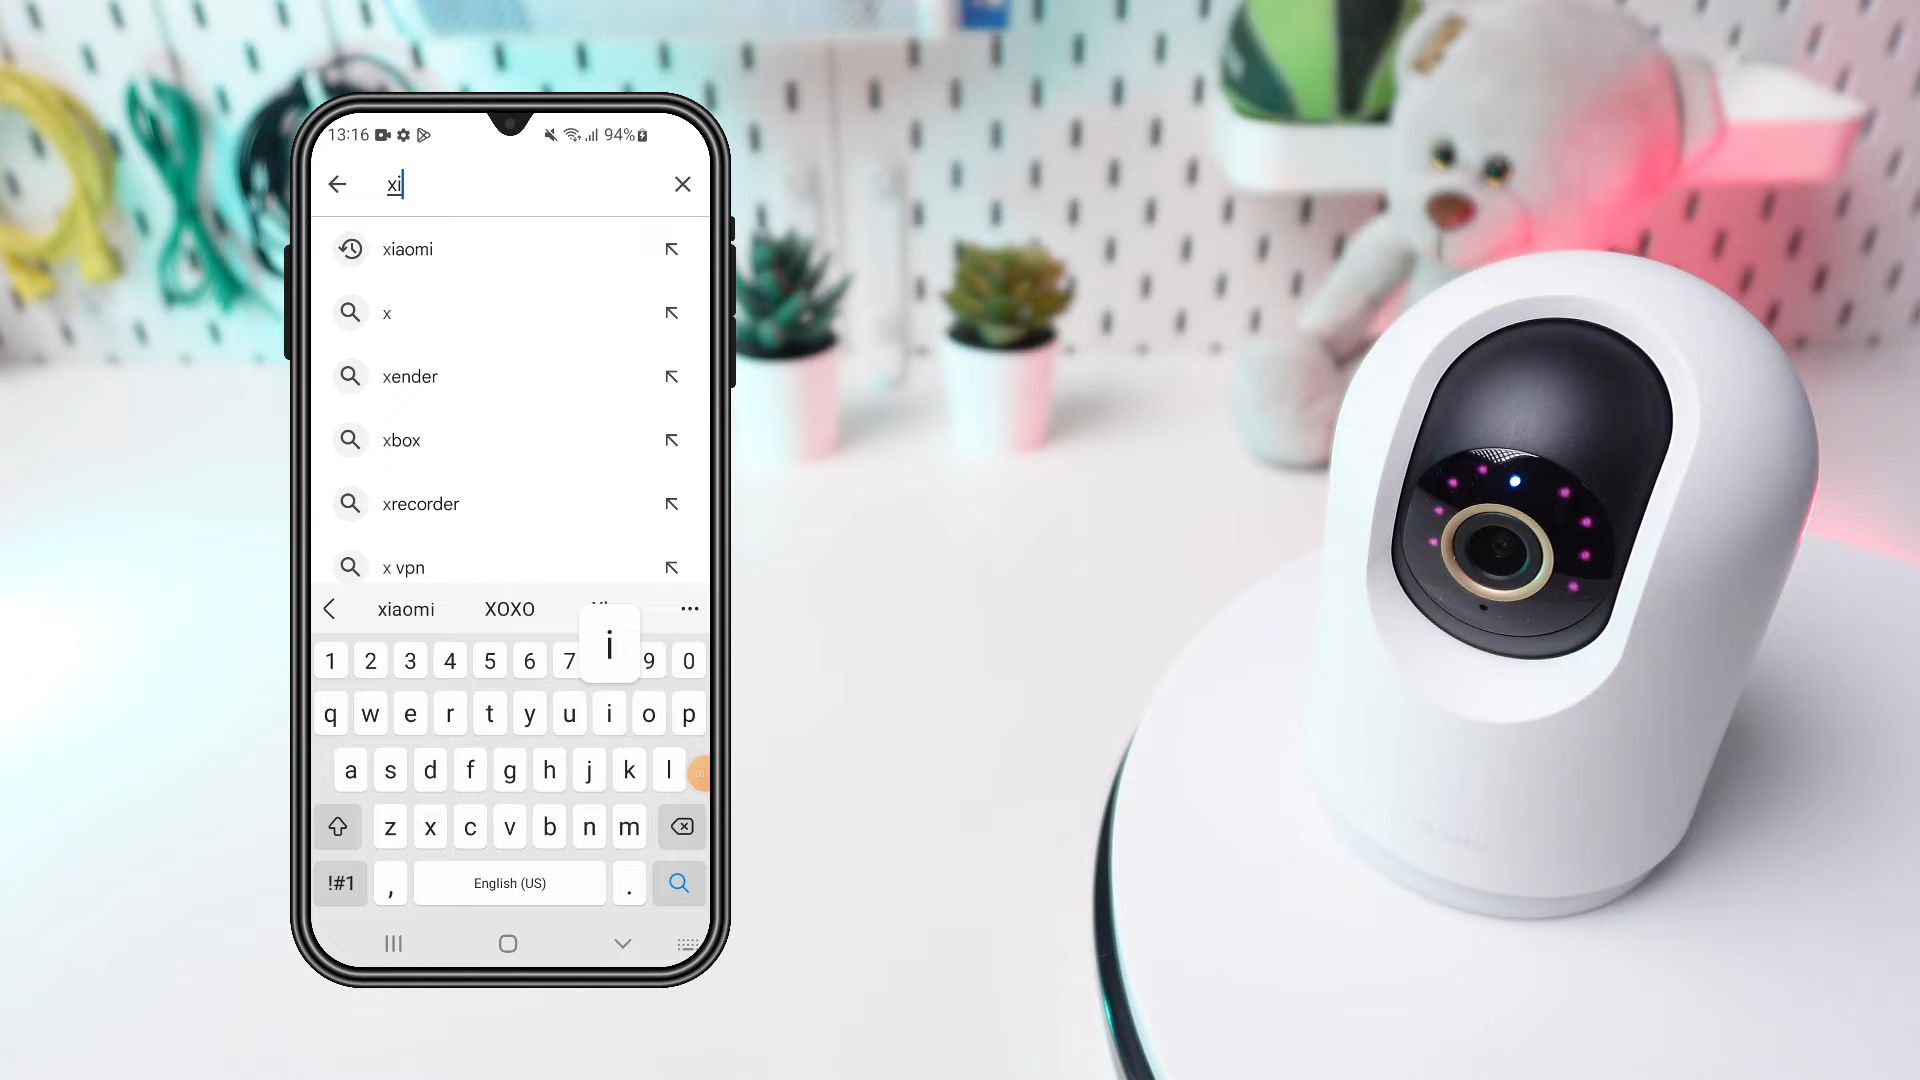 13:16 94%
xi
xiaomi
x
xender
xbox
xrecorder
x vpn
xiaomi XOXO
i
1 2 3 4 5 6 7 9 0
q w e r t y u i o p
a s d f g h j k l
z x c v b n m
!#1 , English (US) .